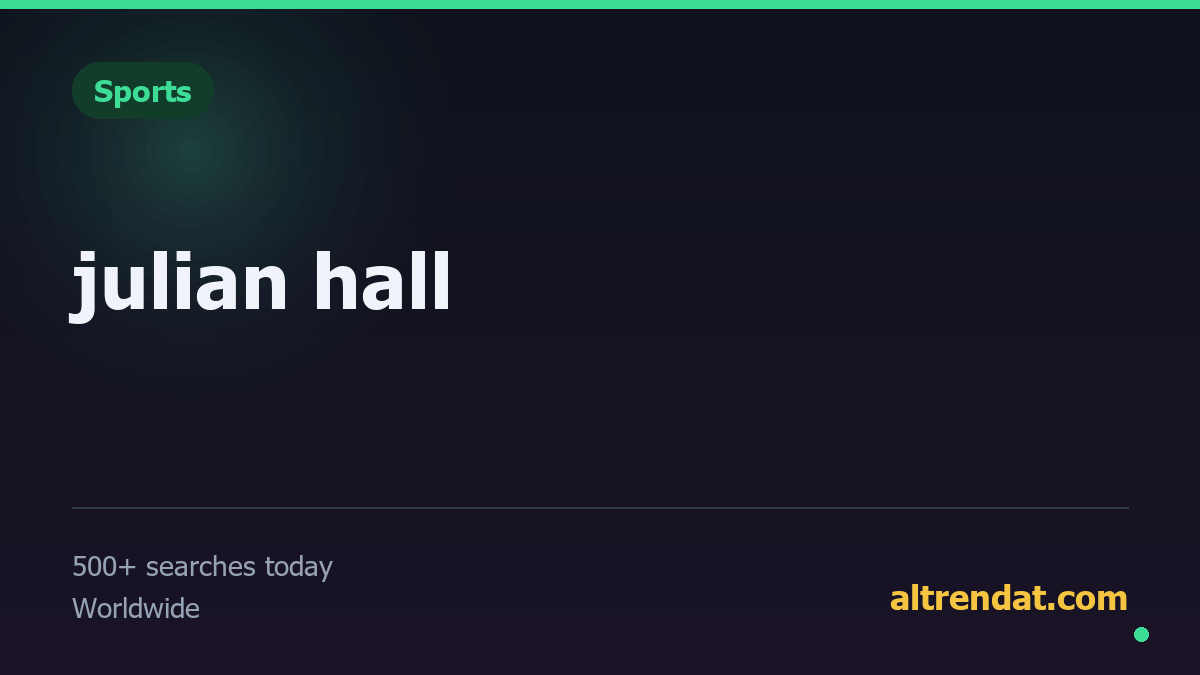 Sports
julian hall
500+ searches today
Worldwide
altrendat.com